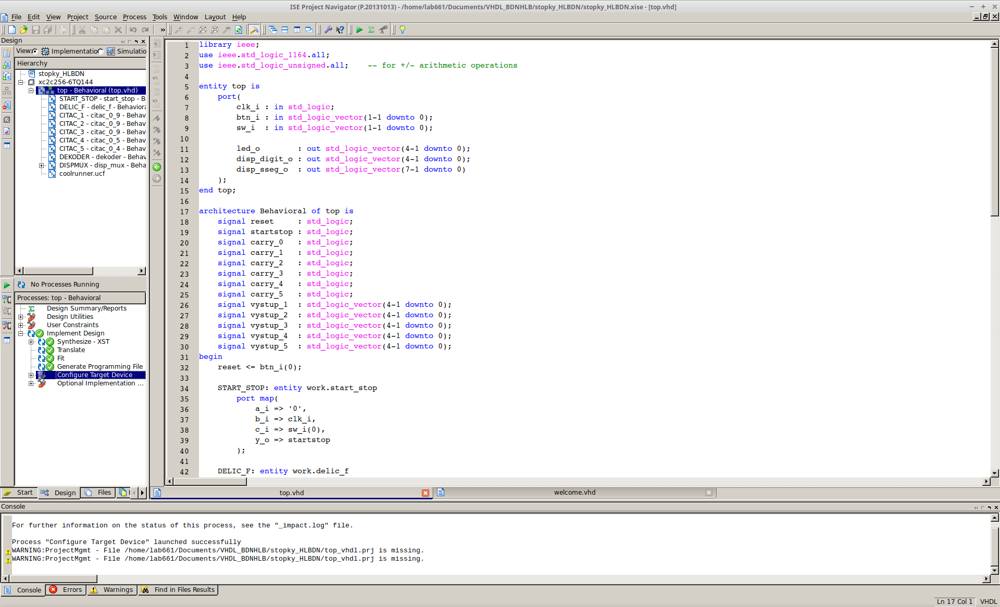 ISE Project Navigator (P.20131013) - /home/lab661/Documents/VHDL_BDNHLB/stopky_HLBDN/stopky_HLBDN.xise - [top.vhd]
File Edit View Project Source Process Tools Window Layout Help
Design
View: Implementatio Simulatio
Hierarchy
stopky_HLBDN
xc2c256-6TQ144
top - Behavioral (top.vhd)
START_STOP - start_stop - B
DELIC_F - delic_f - Behaviora
CITAC_1 - citac_0_9 - Behav
CITAC_2 - citac_0_9 - Behav
CITAC_3 - citac_0_9 - Behav
CITAC_4 - citac_0_5 - Behav
CITAC_5 - citac_0_4 - Behav
DEKODER - dekoder - Behav
DISPMUX - disp_mux - Beha
coolrunner.ucf
No Processes Running
Processes: top - Behavioral
Design Summary/Reports
Design Utilities
User Constraints
Implement Design
Synthesize - XST
Translate
Fit
Generate Programming File
Configure Target Device
Optional Implementation ...
Start Design Files L
1 library ieee;
2 use ieee.std_logic_1164.all;
3 use ieee.std_logic_unsigned.all;    -- for +/- arithmetic operations
4
5 entity top is
6     port(
7         clk_i : in std_logic;
8         btn_i : in std_logic_vector(1-1 downto 0);
9         sw_i  : in std_logic_vector(1-1 downto 0);
10
11         led_o        : out std_logic_vector(4-1 downto 0);
12         disp_digit_o : out std_logic_vector(4-1 downto 0);
13         disp_sseg_o  : out std_logic_vector(7-1 downto 0)
14     );
15 end top;
16
17 architecture Behavioral of top is
18     signal reset     : std_logic;
19     signal startstop : std_logic;
20     signal carry_0   : std_logic;
21     signal carry_1   : std_logic;
22     signal carry_2   : std_logic;
23     signal carry_3   : std_logic;
24     signal carry_4   : std_logic;
25     signal carry_5   : std_logic;
26     signal vystup_1  : std_logic_vector(4-1 downto 0);
27     signal vystup_2  : std_logic_vector(4-1 downto 0);
28     signal vystup_3  : std_logic_vector(4-1 downto 0);
29     signal vystup_4  : std_logic_vector(4-1 downto 0);
30     signal vystup_5  : std_logic_vector(4-1 downto 0);
31 begin
32     reset <= btn_i(0);
33
34     START_STOP: entity work.start_stop
35         port map(
36             a_i => '0',
37             b_i => clk_i,
38             c_i => sw_i(0),
39             y_o => startstop
40         );
41
42     DELIC_F: entity work.delic_f
top.vhd welcome.vhd
Console
For further information on the status of this process, see the "_impact.log" file.
Process "Configure Target Device" launched successfully
WARNING:ProjectMgmt - File /home/lab661/Documents/VHDL_BDNHLB/stopky_HLBDN/top_vhdl.prj is missing.
WARNING:ProjectMgmt - File /home/lab661/Documents/VHDL_BDNHLB/stopky_HLBDN/top_vhdl.prj is missing.
Console Errors Warnings Find in Files Results
Ln 17 Col 1 VHDL